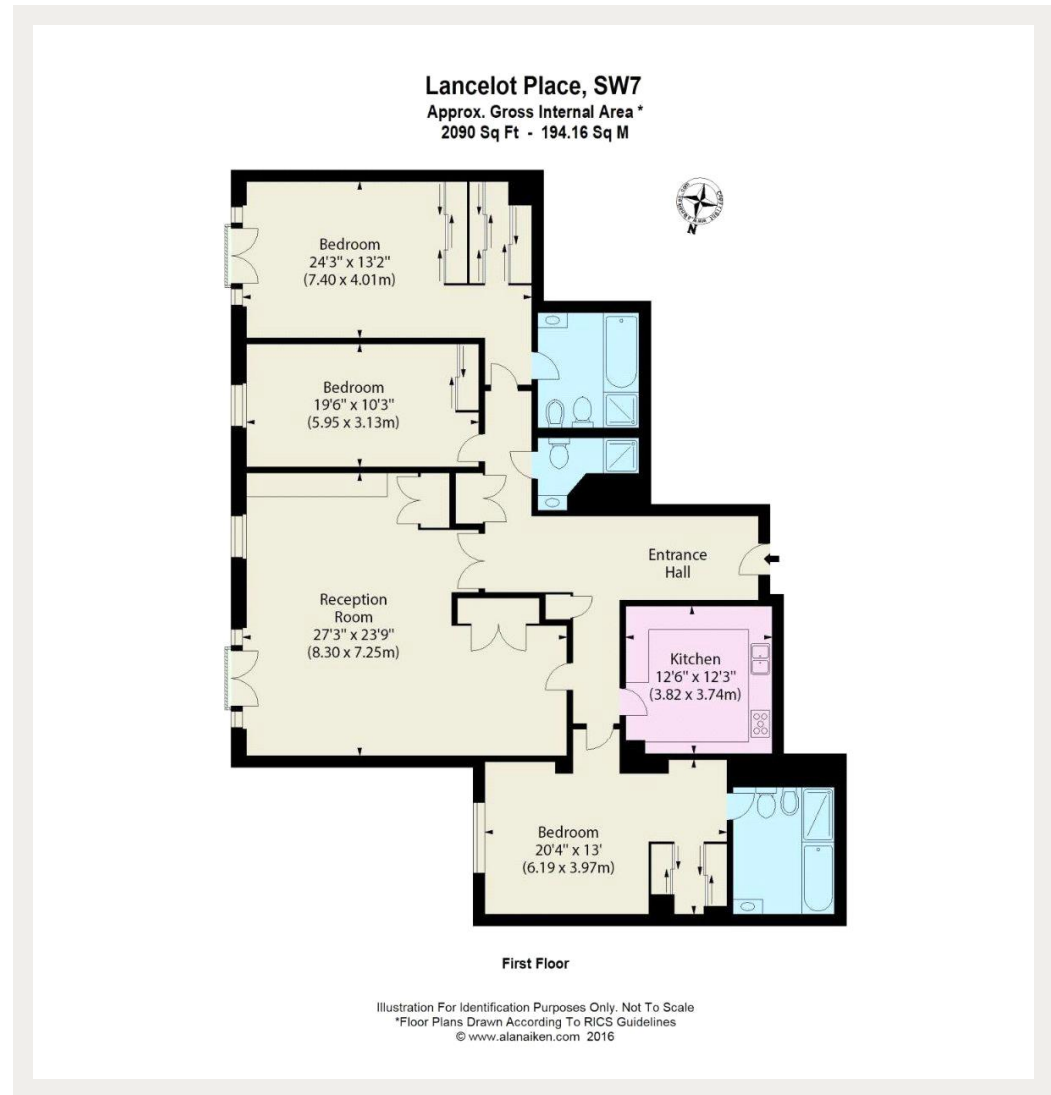 Lancelot Place, SW7
Approx. Gross Internal Area *
2090 Sq Ft - 194.16 Sq M
N
Bedroom
24'3" x 13'2"
(7.40 x 4.01m)
Bedroom
19'6" x 10'3"
(5.95 x 3.13m)
Entrance
Hall
Reception
Room
27'3" x 23'9"
(8.30 x 7.25m)
Kitchen
12'6" x 12'3"
(3.82 x 3.74m)
Bedroom
20'4" x 13'
(6.19 x 3.97m)
First Floor
Illustration For Identification Purposes Only. Not To Scale
*Floor Plans Drawn According To RICS Guidelines
© www.alanaiken.com 2016